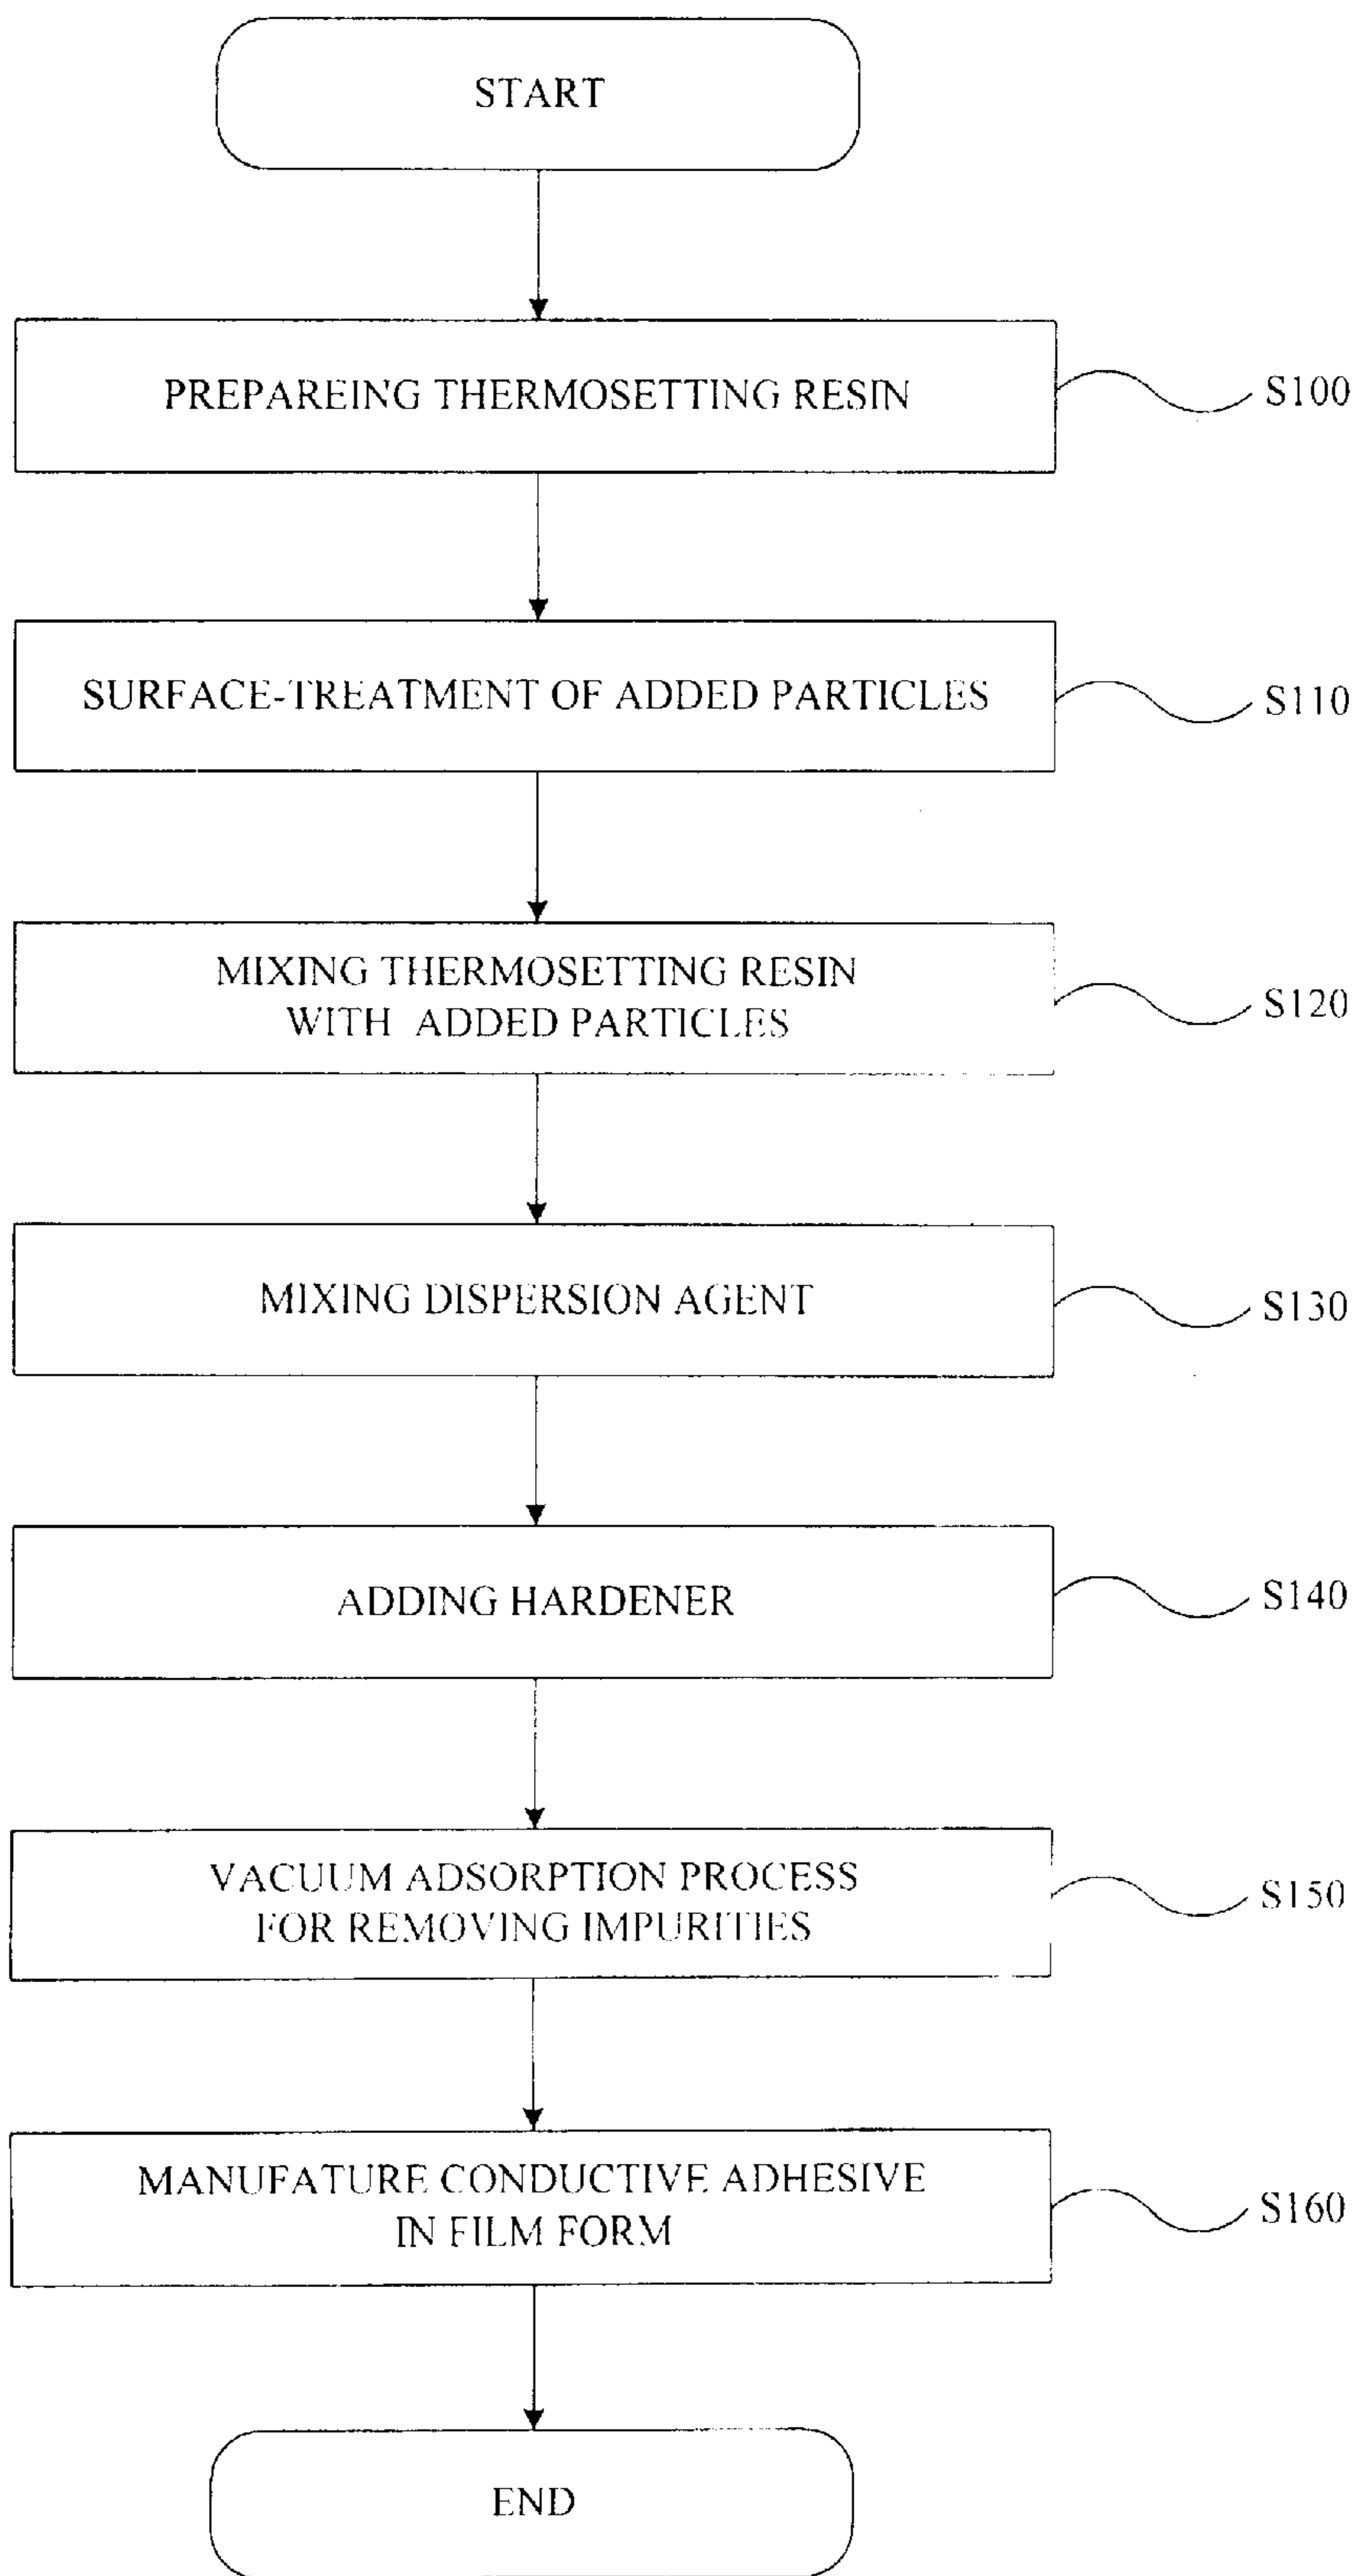 START
PREPAREING THERMOSETTING RESIN
S100
SURFACE-TREATMENT OF ADDED PARTICLES
S110
MIXING THERMOSETTING RESIN
WITH ADDED PARTICLES
S120
MIXING DISPERSION AGENT
S130
ADDING HARDENER
S140
VACUUM ADSORPTION PROCESS
FOR REMOVING IMPURITIES
S150
MANUFATURE CONDUCTIVE ADHESIVE
IN FILM FORM
S160
END